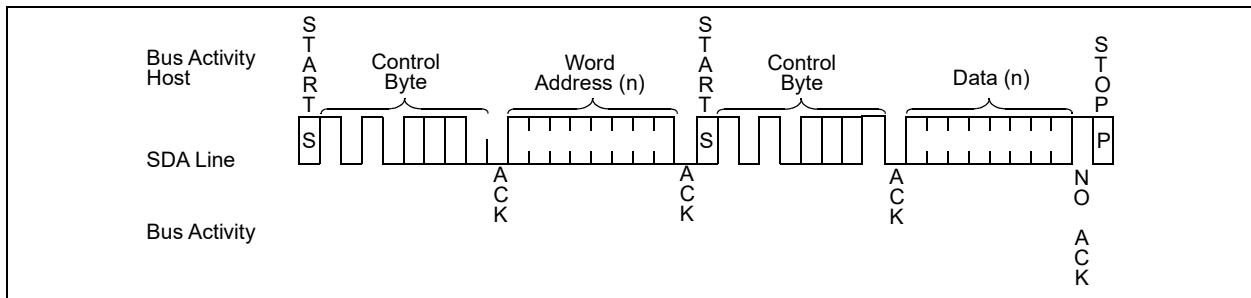 Bus Activity
Host
START
Control
Byte
Word
Address (n)
START
Control
Byte
Data (n)
STOP
SDA Line
S
S
P
Bus Activity
ACK
ACK
ACK
NO ACK